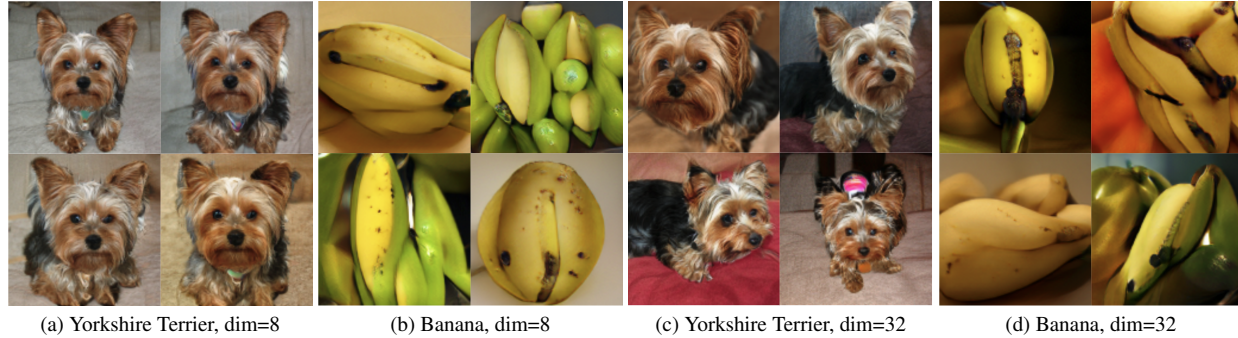 (a) Yorkshire Terrier, dim=8
(b) Banana, dim=8
(c) Yorkshire Terrier, dim=32
(d) Banana, dim=32